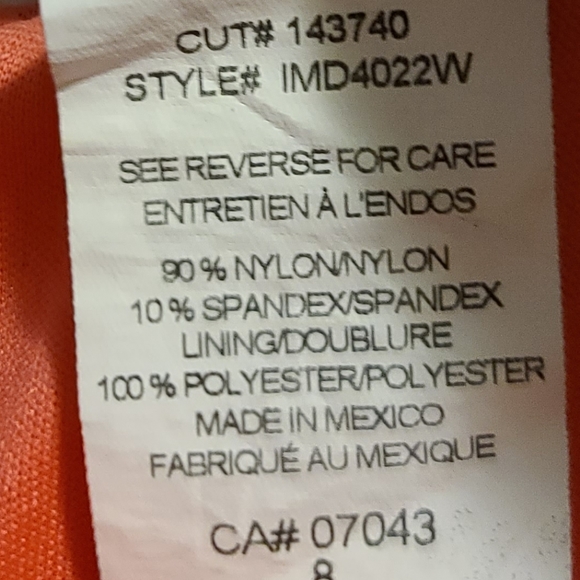 CUT# 143740
STYLE# IMD4022W
SEE REVERSE FOR CARE
ENTRETIEN À L'ENDOS
90 % NYLON/NYLON
10 % SPANDEX/SPANDEX
LINING/DOUBLURE
100 % POLYESTER/POLYESTER
MADE IN MEXICO
FABRIQUÉ AU MEXIQUE
CA# 07043
8